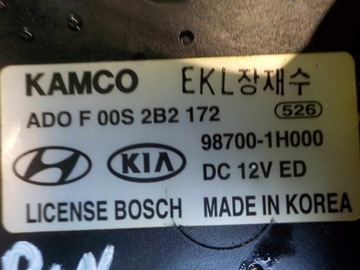 KAMCO EKL장재수
ADO F 00S 2B2 172 526
98700-1H000
KIA DC 12V ED
LICENSE BOSCH MADE IN KOREA